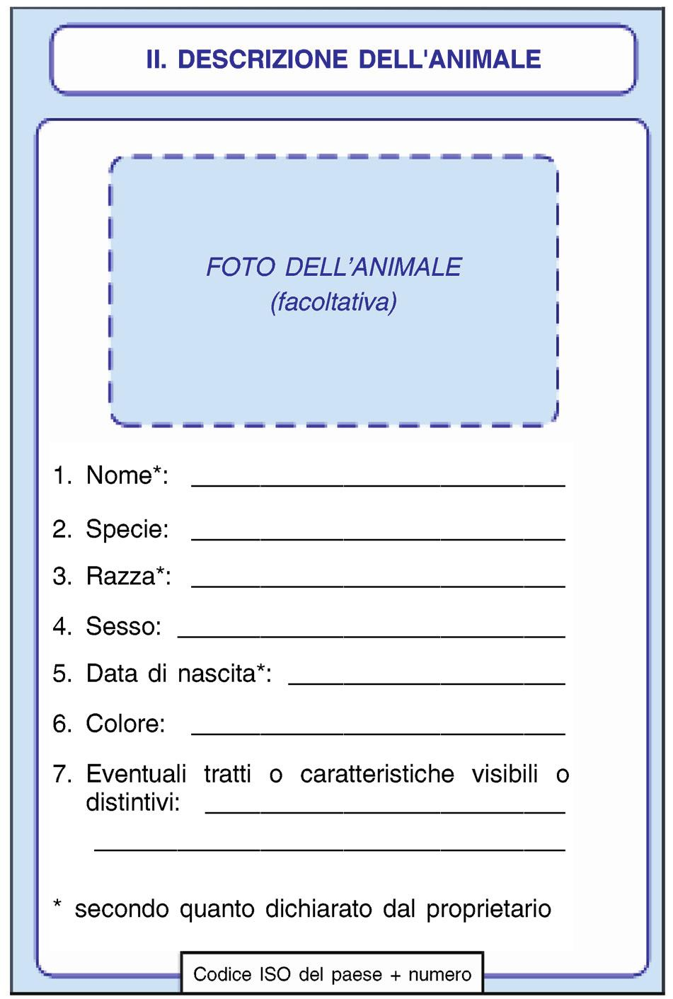 II. DESCRIZIONE DELL'ANIMALE
FOTO DELL’ANIMALE
(facoltativa)
1. Nome*:
2. Specie:
3. Razza*:
4. Sesso:
5. Data di nascita*:
6. Colore:
7. Eventuali tratti o caratteristiche visibili o
distintivi:
* secondo quanto dichiarato dal proprietario
Codice ISO del paese + numero